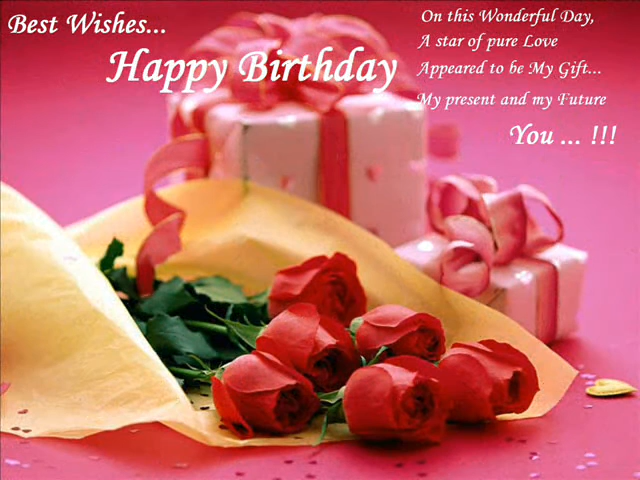 Best Wishes...
Happy Birthday
On this Wonderful Day,
A star of pure Love
Appeared to be My Gift...
My present and my Future
You ... !!!